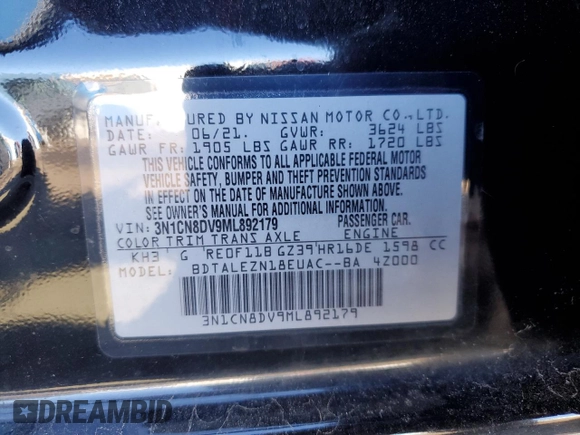 MANUFACTURED BY NISSAN MOTOR CO.,LTD.
DATE: 06/21. GVWR: 3624 LBS
GAWR FR: 1905 LBS GAWR RR: 1720 LBS
THIS VEHICLE CONFORMS TO ALL APPLICABLE FEDERAL MOTOR
VEHICLE SAFETY, BUMPER AND THEFT PREVENTION STANDARDS
IN EFFECT ON THE DATE OF MANUFACTURE SHOWN ABOVE.
SEE OWNER'S MANUAL FOR ADDITIONAL INFORMATION.
VIN: 3N1CN8DV9ML892179 PASSENGER CAR.
COLOR TRIM TRANS AXLE ENGINE
KH3 G RE0F11B GZ39 HR16DE 1598 CC
MODEL: BDTALEZN18EUAC--BA 4Z000
3N1CN8DV9ML892179
DREAMBID